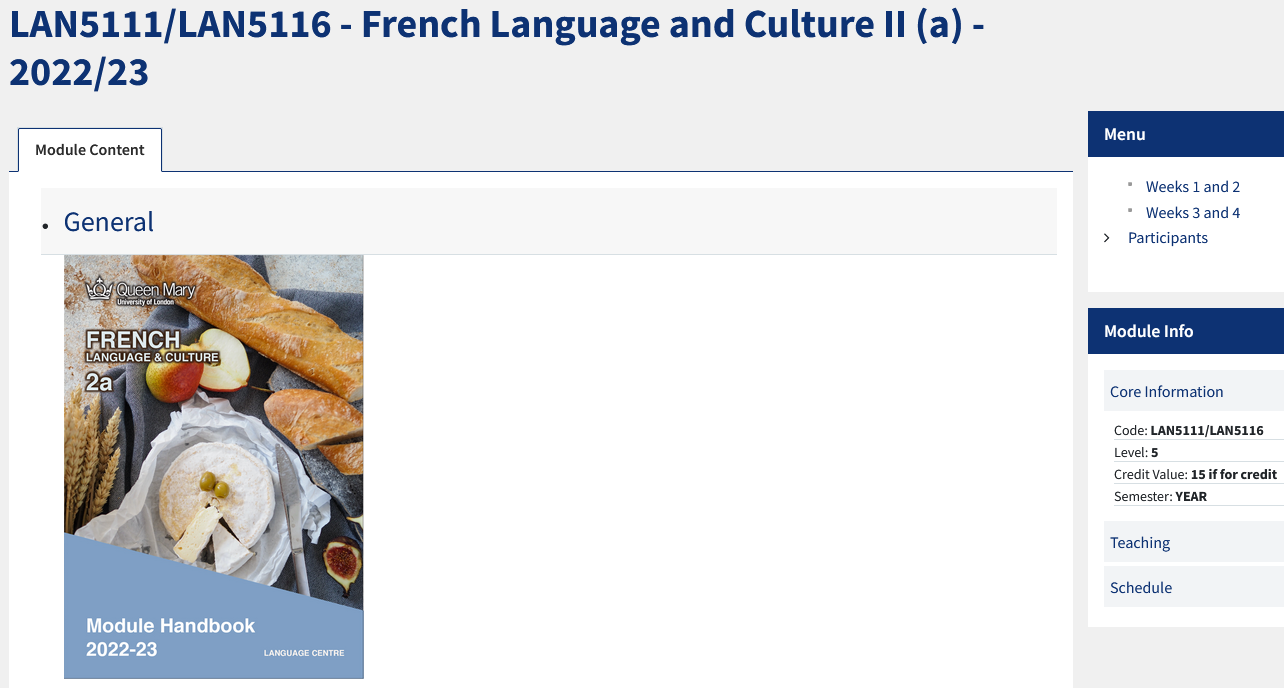 LAN5111/LAN5116 - French Language and Culture II (a) -
2022/23
Module Content
General
Queen Mary
University of London
FRENCH
LANGUAGE & CULTURE
2a
Module Handbook
2022-23
LANGUAGE CENTRE
Menu
Weeks 1 and 2
Weeks 3 and 4
Participants
Module Info
Core Information
Code: LAN5111/LAN5116
Level: 5
Credit Value: 15 if for credit
Semester: YEAR
Teaching
Schedule